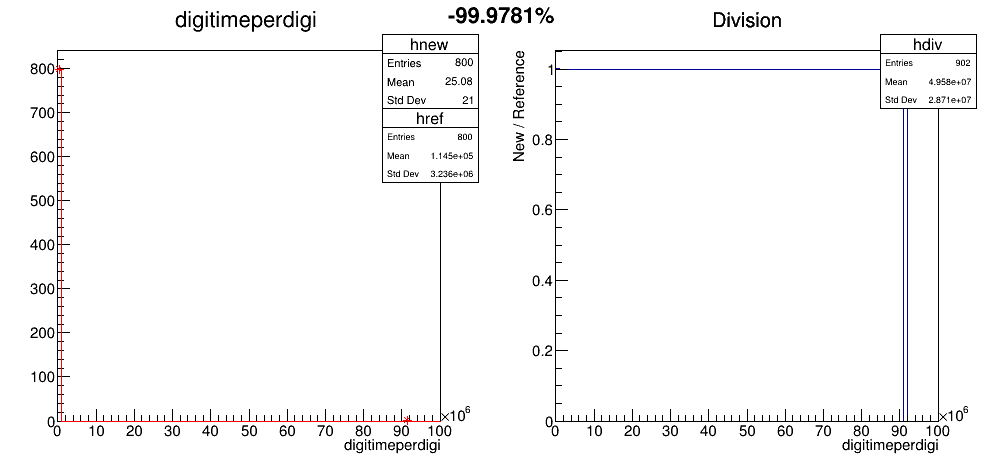 -99.9781%
digitimeperdigi
hnew
Entries 800
Mean 25.08
Std Dev 21
href
Entries 800
Mean 1.145e+05
Std Dev 3.236e+06
800
700
600
500
400
300
200
100
0
0 10 20 30 40 50 60 70 80 90 100
×10⁶
digitimeperdigi
Division
hdiv
Entries 902
Mean 4.958e+07
Std Dev 2.871e+07
New / Reference
1
0.8
0.6
0.4
0.2
0
0 10 20 30 40 50 60 70 80 90 100
×10⁶
digitimeperdigi